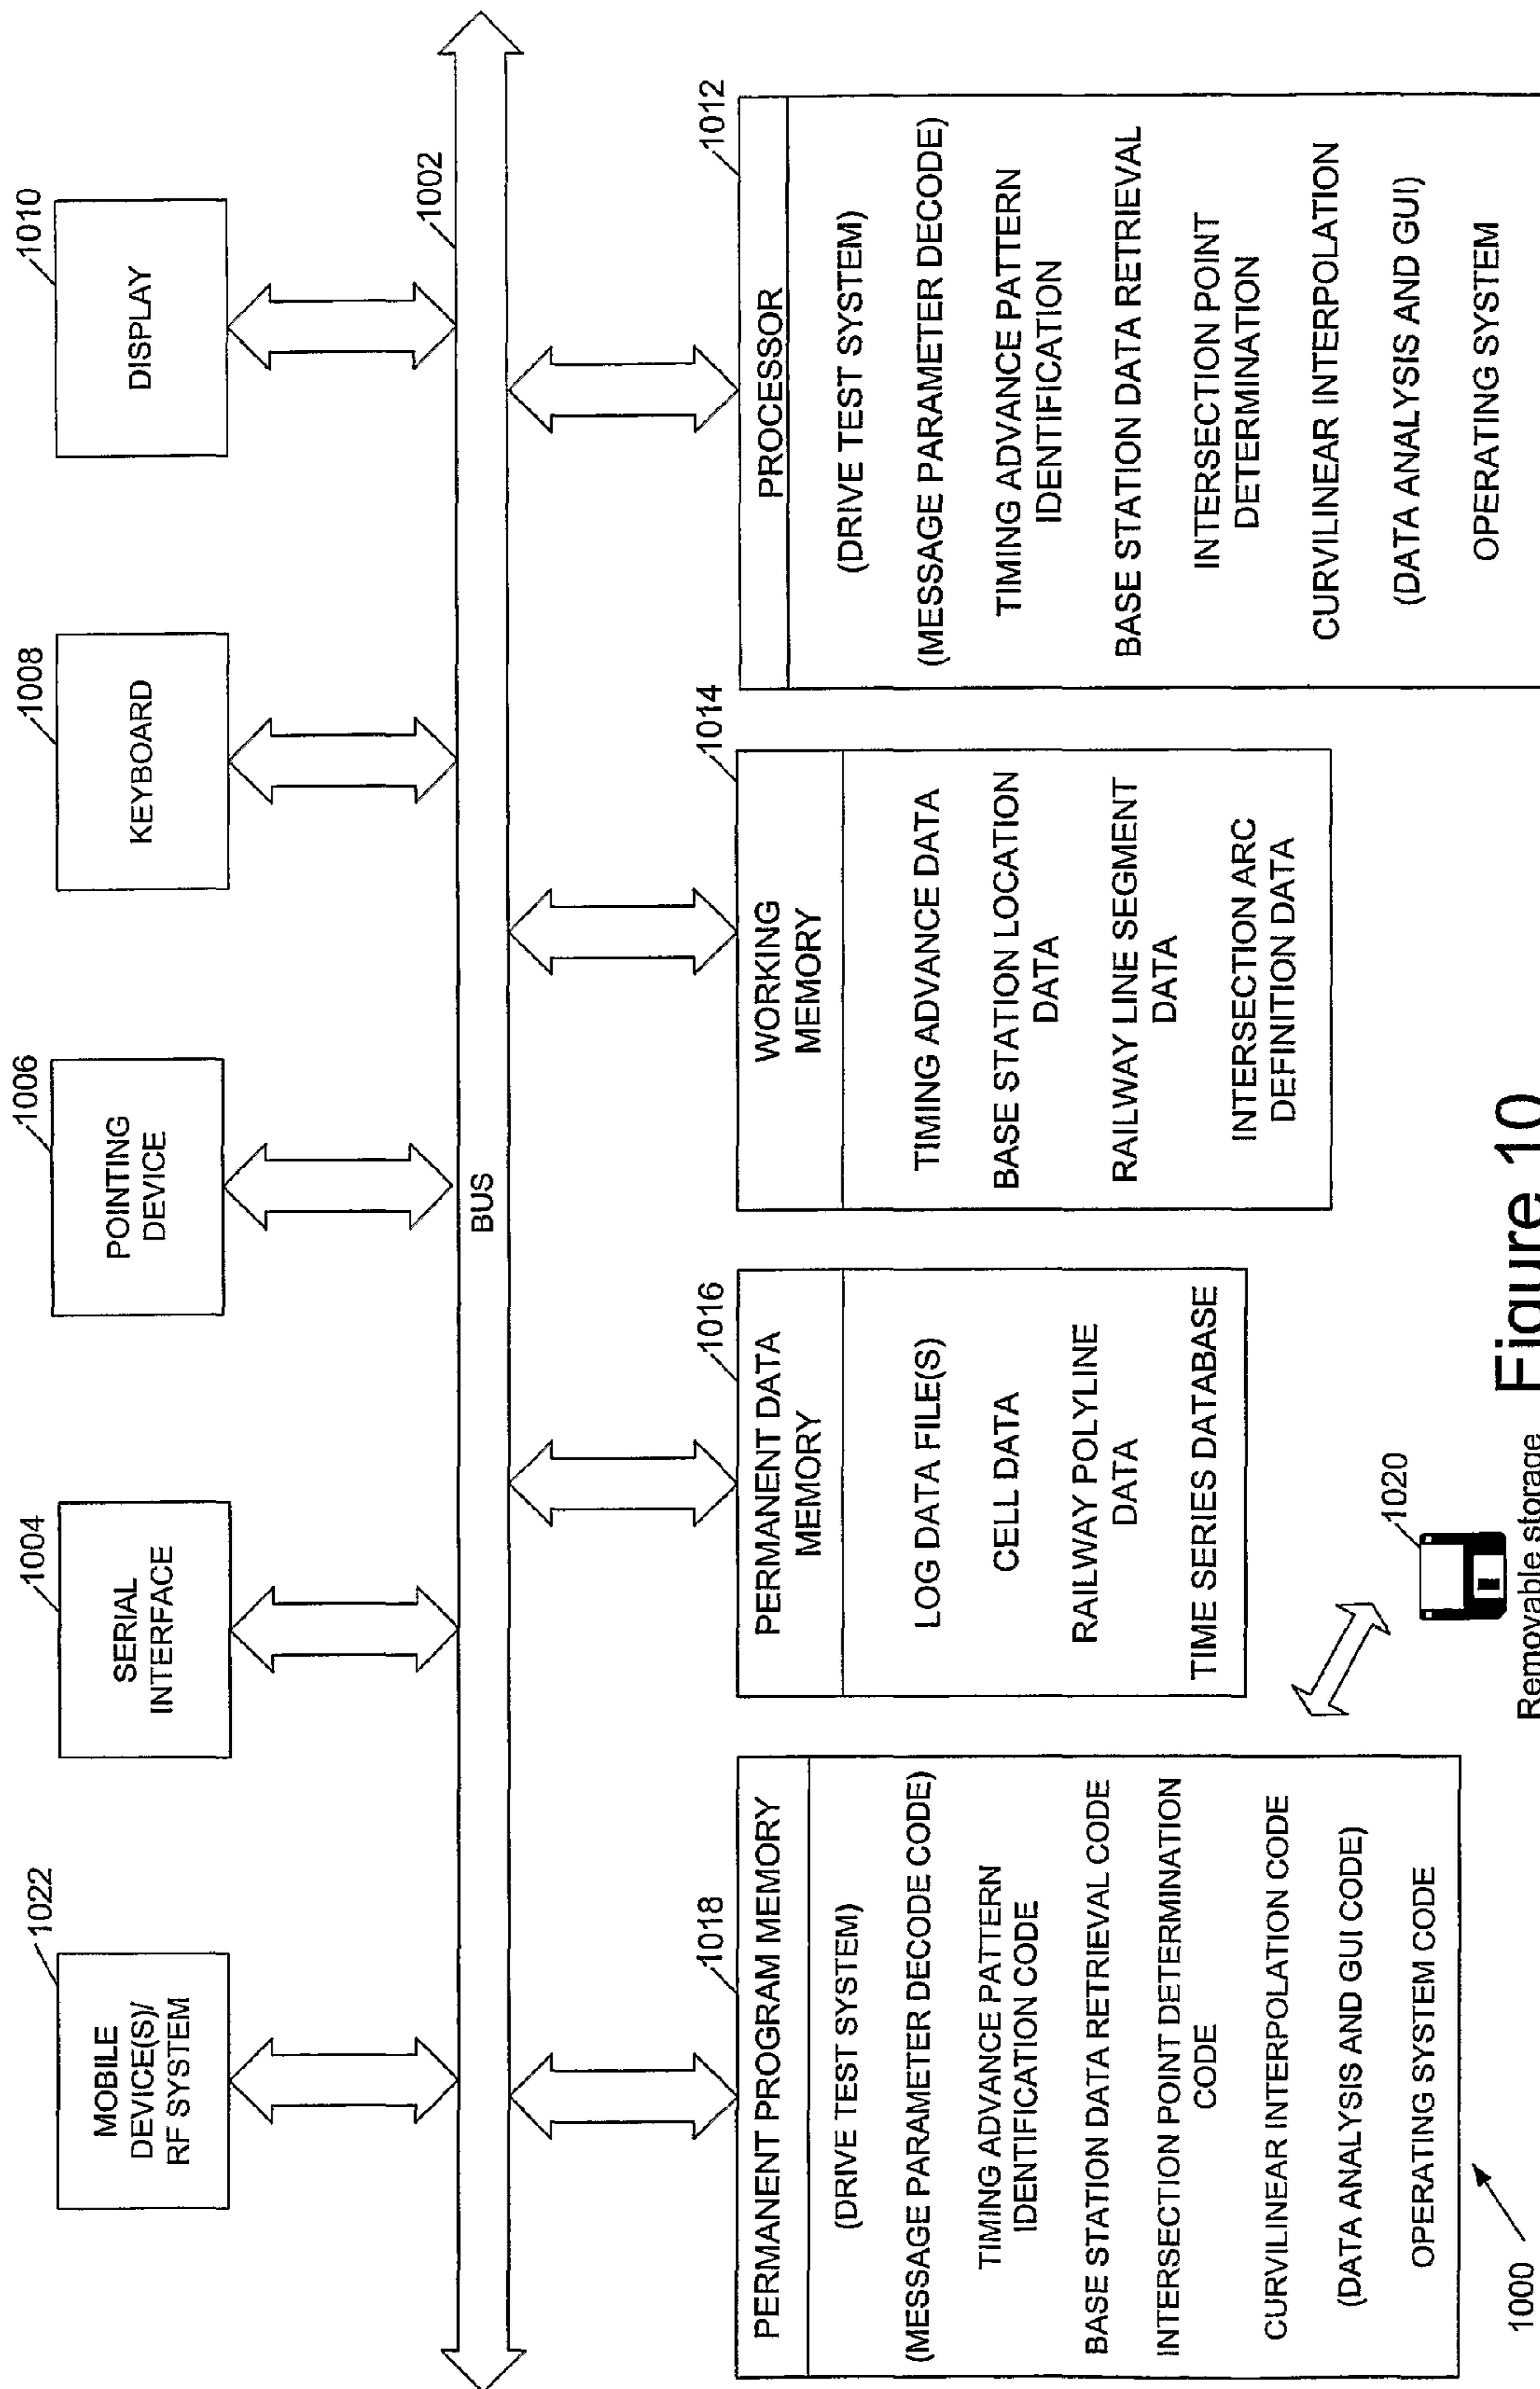 1022
MOBILE
DEVICE(S)/
RF SYSTEM
1004
SERIAL
INTERFACE
1006
POINTING
DEVICE
1008
KEYBOARD
1010
DISPLAY
1002
BUS
1018
PERMANENT PROGRAM MEMORY
(DRIVE TEST SYSTEM)
(MESSAGE PARAMETER DECODE CODE)
TIMING ADVANCE PATTERN
IDENTIFICATION CODE
BASE STATION DATA RETRIEVAL CODE
INTERSECTION POINT DETERMINATION
CODE
CURVILINEAR INTERPOLATION CODE
(DATA ANALYSIS AND GUI CODE)
OPERATING SYSTEM CODE
1016
PERMANENT DATA
MEMORY
LOG DATA FILE(S)
CELL DATA
RAILWAY POLYLINE
DATA
TIME SERIES DATABASE
1014
WORKING
MEMORY
TIMING ADVANCE DATA
BASE STATION LOCATION
DATA
RAILWAY LINE SEGMENT
DATA
INTERSECTION ARC
DEFINITION DATA
1012
PROCESSOR
(DRIVE TEST SYSTEM)
(MESSAGE PARAMETER DECODE)
TIMING ADVANCE PATTERN
IDENTIFICATION
BASE STATION DATA RETRIEVAL
INTERSECTION POINT
DETERMINATION
CURVILINEAR INTERPOLATION
(DATA ANALYSIS AND GUI)
OPERATING SYSTEM
1020
Removable storage
1000
Figure 10